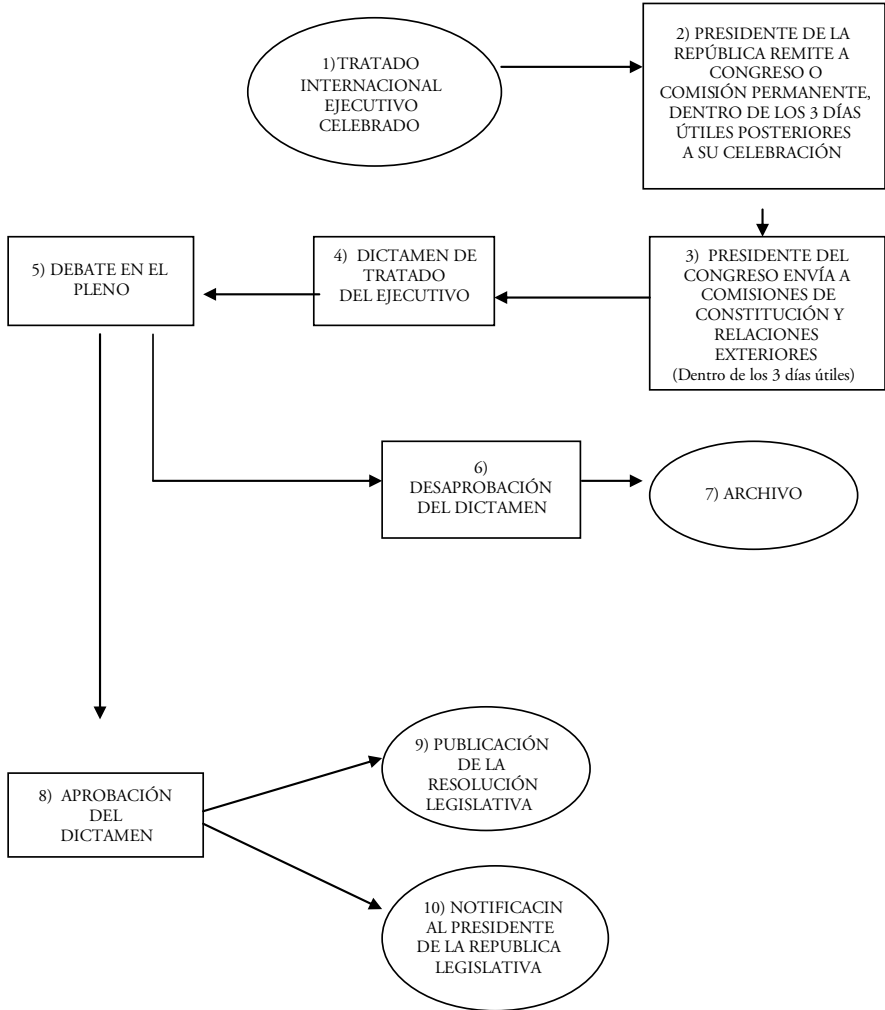 1)TRATADO
INTERNACIONAL
EJECUTIVO
CELEBRADO
2) PRESIDENTE DE LA
REPÚBLICA REMITE A
CONGRESO O
COMISIÓN PERMANENTE,
DENTRO DE LOS 3 DÍAS
ÚTILES POSTERIORES
A SU CELEBRACIÓN
3) PRESIDENTE DEL
CONGRESO ENVÍA A
COMISIONES DE
CONSTITUCIÓN Y
RELACIONES
EXTERIORES
(Dentro de los 3 días útiles)
4) DICTAMEN DE
TRATADO
DEL EJECUTIVO
5) DEBATE EN EL
PLENO
6)
DESAPROBACIÓN
DEL DICTAMEN
7) ARCHIVO
8) APROBACIÓN
DEL
DICTAMEN
9) PUBLICACIÓN
DE LA
RESOLUCIÓN
LEGISLATIVA
10) NOTIFICACIN
AL PRESIDENTE
DE LA REPUBLICA
LEGISLATIVA